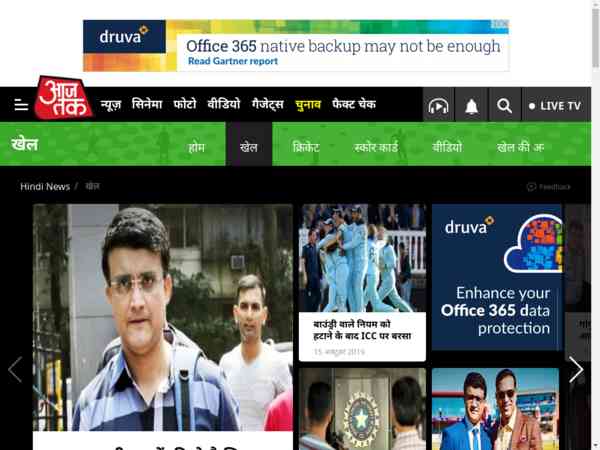 druva
Office 365 native backup may not be enough
Read Gartner report
आज
तक
न्यूज़ सिनेमा फोटो वीडियो गैजेट्स चुनाव फैक्ट चेक
LIVE TV
खेल
होम खेल क्रिकेट स्कोर कार्ड वीडियो खेल की अ
Hindi News / खेल
Feedback
druva
Enhance your
Office 365 data
protection
बाउंड्री वाले नियम को
हटाने के बाद ICC पर बरसा
15 अक्टूबर 2019